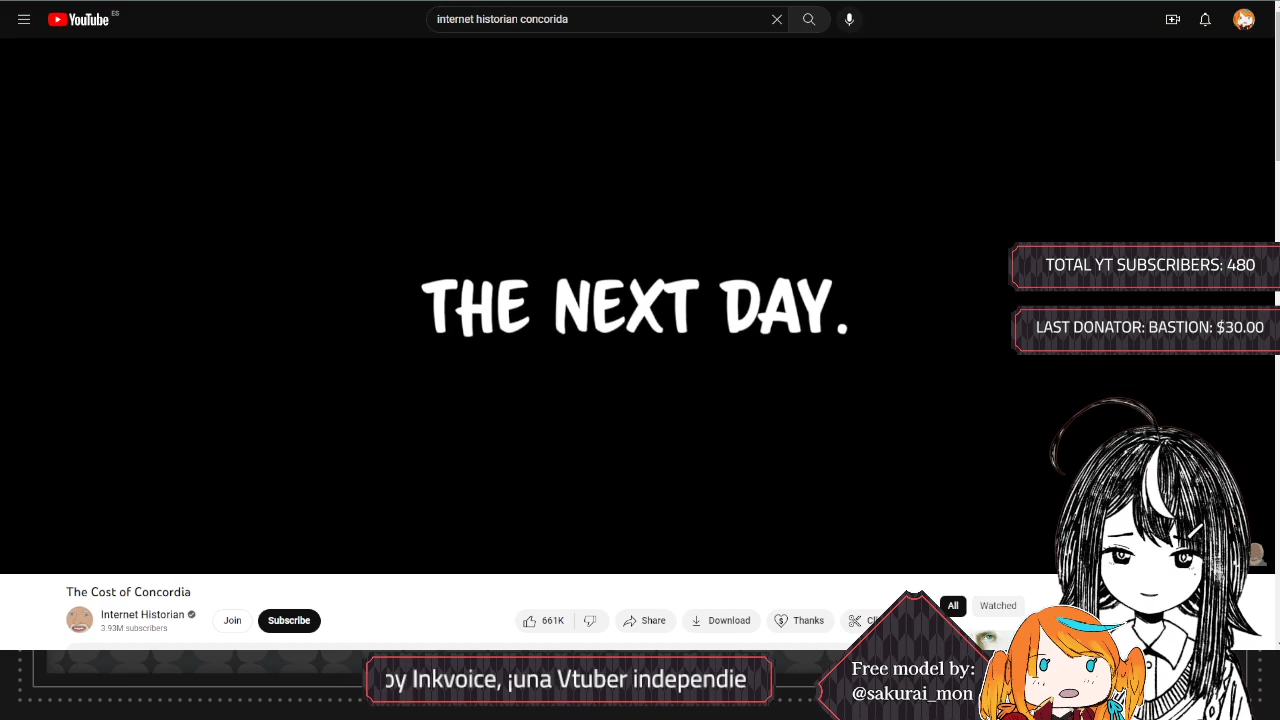 YouTube ES
internet historian concorida
THE NEXT DAY.
TOTAL YT SUBSCRIBERS: 480
LAST DONATOR: BASTION: $30.00
The Cost of Concordia
Internet Historian
3.93M subscribers
Join
Subscribe
661K
Share
Download
Thanks
All
Watched
by Inkvoice, ¡una Vtuber independie
Free model by:
@sakurai_mon